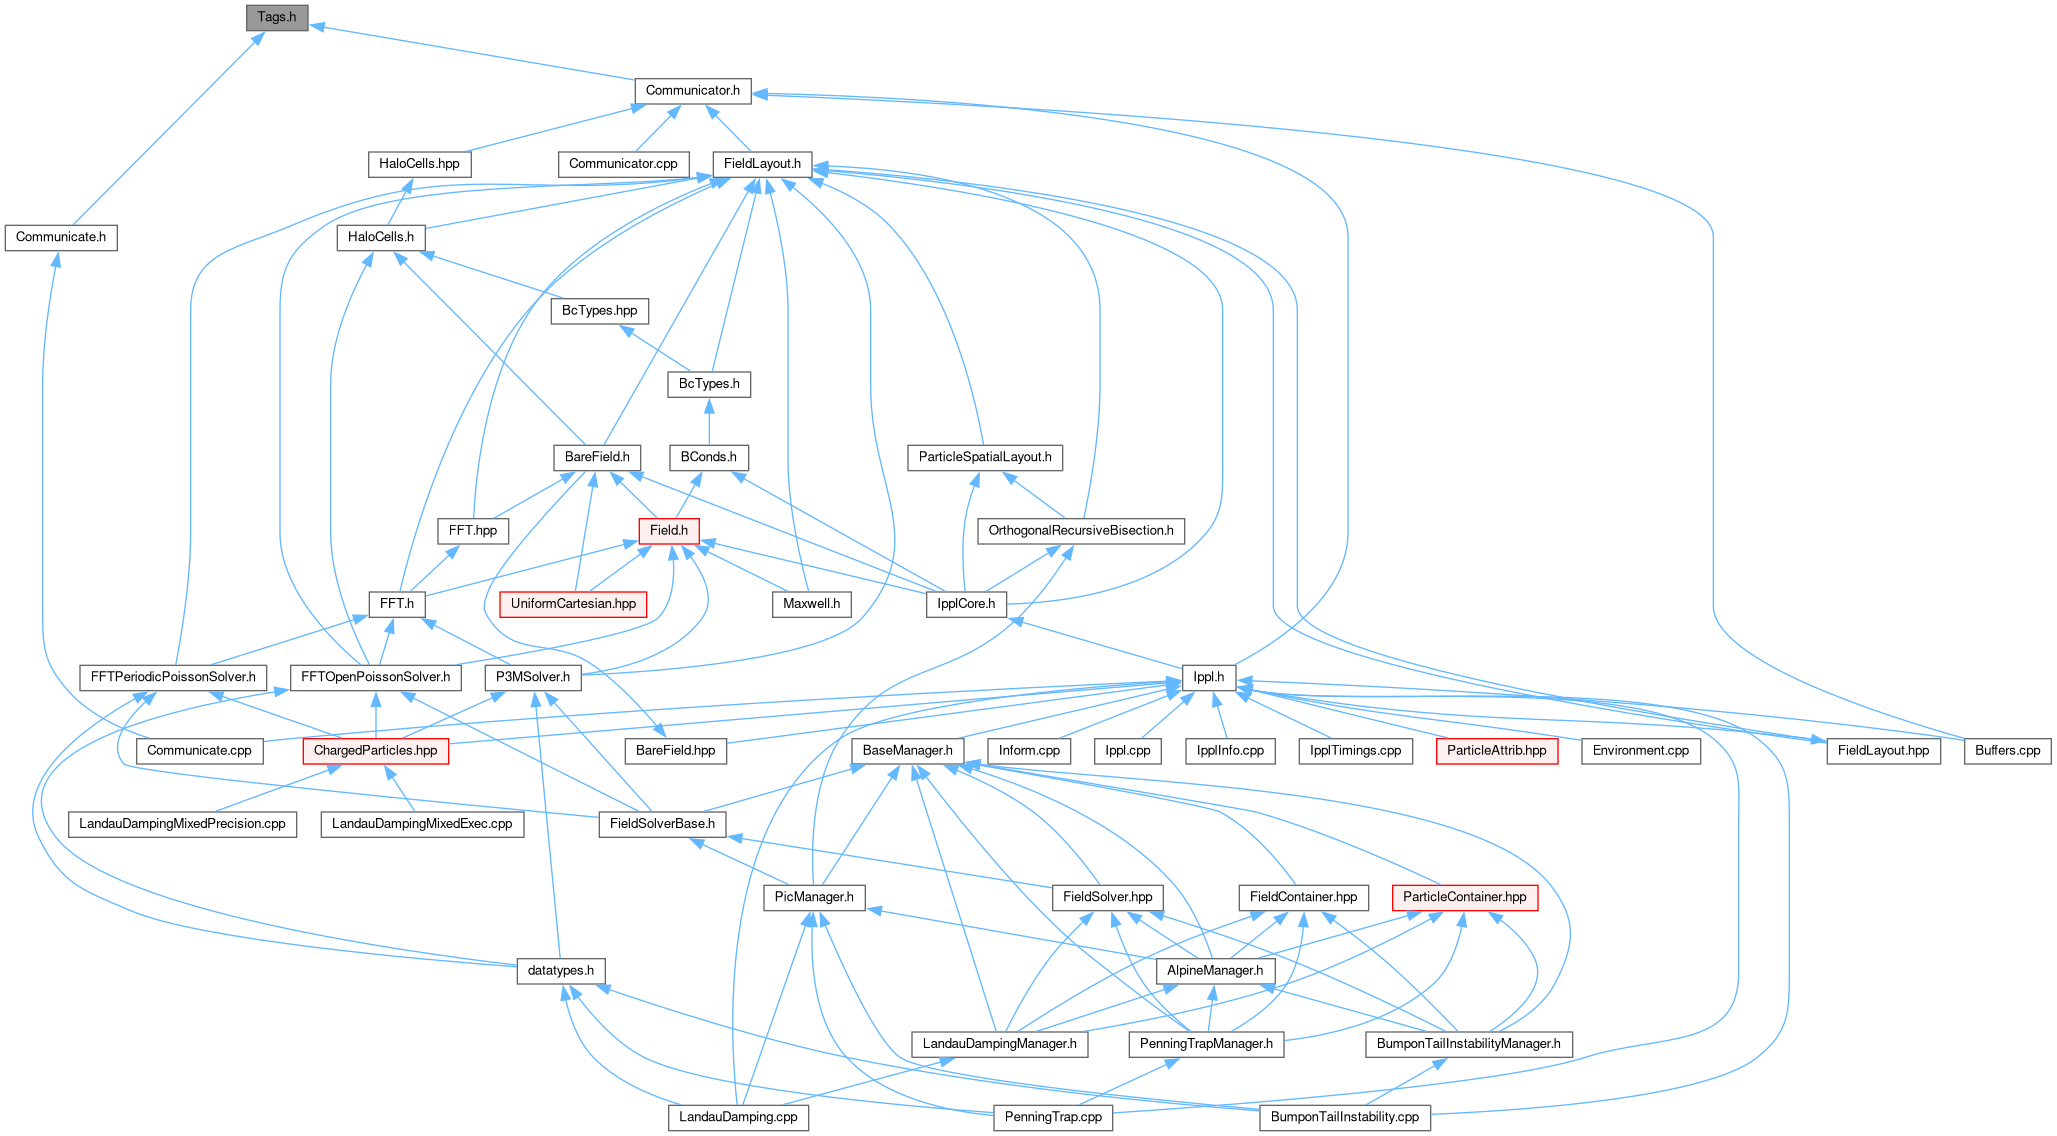 Tags.h
Communicator.h
HaloCells.hpp
Communicator.cpp
FieldLayout.h
Communicate.h
HaloCells.h
BcTypes.hpp
BcTypes.h
BareField.h
BConds.h
ParticleSpatialLayout.h
FFT.hpp
Field.h
OrthogonalRecursiveBisection.h
FFT.h
UniformCartesian.hpp
Maxwell.h
IpplCore.h
FFTPeriodicPoissonSolver.h
FFTOpenPoissonSolver.h
P3MSolver.h
Ippl.h
Communicate.cpp
ChargedParticles.hpp
BareField.hpp
BaseManager.h
Inform.cpp
Ippl.cpp
IpplInfo.cpp
IpplTimings.cpp
ParticleAttrib.hpp
Environment.cpp
FieldLayout.hpp
Buffers.cpp
LandauDampingMixedPrecision.cpp
LandauDampingMixedExec.cpp
FieldSolverBase.h
PicManager.h
FieldSolver.hpp
FieldContainer.hpp
ParticleContainer.hpp
datatypes.h
AlpineManager.h
LandauDampingManager.h
PenningTrapManager.h
BumponTailInstabilityManager.h
LandauDamping.cpp
PenningTrap.cpp
BumponTailInstability.cpp